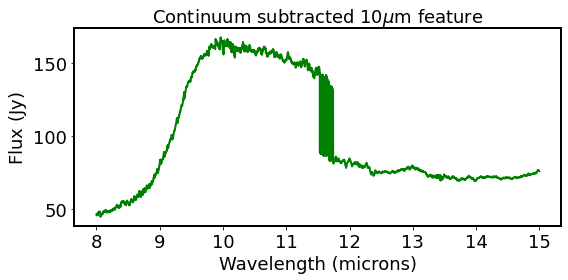 Continuum subtracted 10μm feature
Flux (Jy)
150
100
50
8 9 10 11 12 13 14 15
Wavelength (microns)